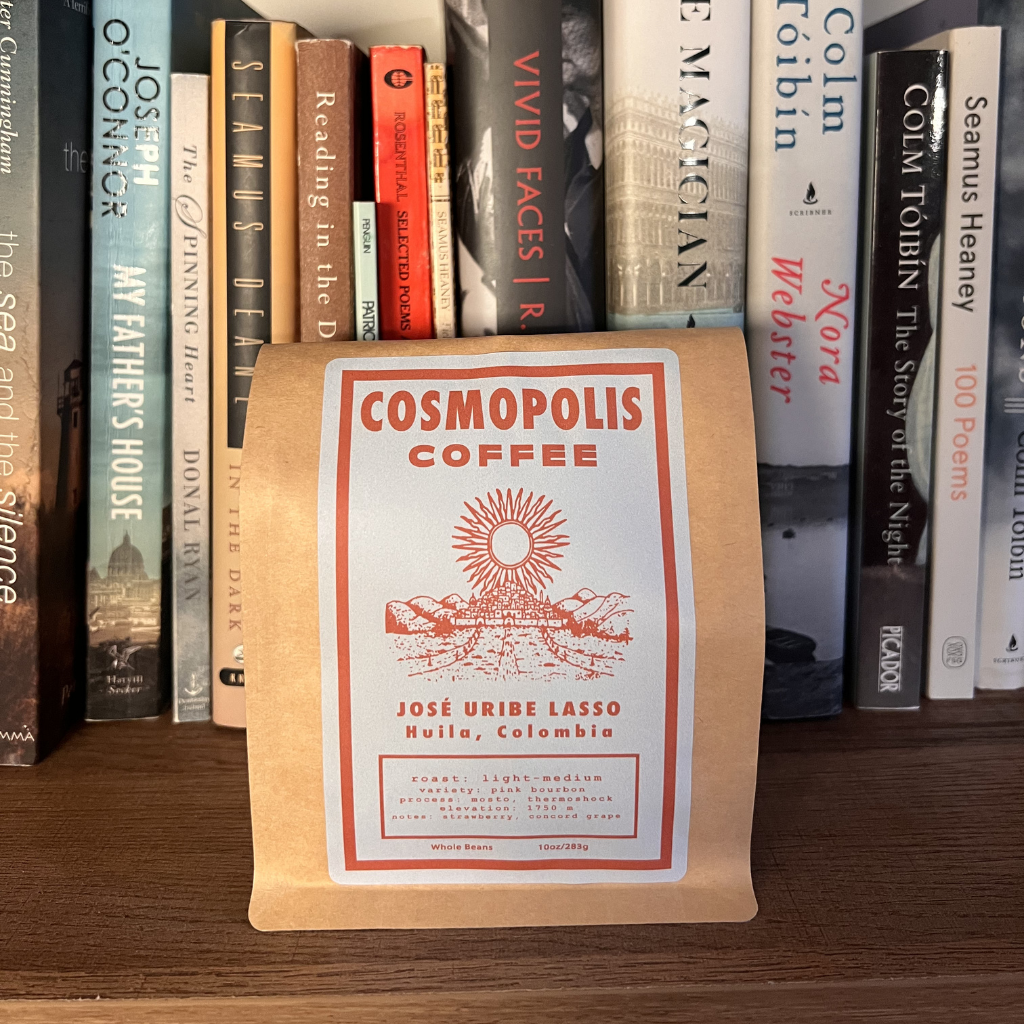 ter Cunningham
the sea and the silence
the
JOSEPH
O'CONNOR
MY FATHER'S HOUSE
Harvill
Secker
The Spinning Heart
DONAL RYAN
SEAMUS DEANE
IN THE DARK
Reading in the D
PENGUIN
PATRIC
ROSENTHAL
SELECTED POEMS
SEAMUS HEANEY
VIVID FACES | R.
E MAGICIAN
Colm
Tóibín
SCRIBNER
Nora
Webster
COLM TÓIBÍN The Story of the Night
PICADOR
Seamus Heaney
100 Poems
Colm Tóibín
COSMOPOLIS
COFFEE
JOSÉ URIBE LASSO
Huila, Colombia
roast: light-medium
variety: pink bourbon
process: mosto, thermoshock
elevation: 1750 m
notes: strawberry, concord grape
Whole Beans 10oz/283g